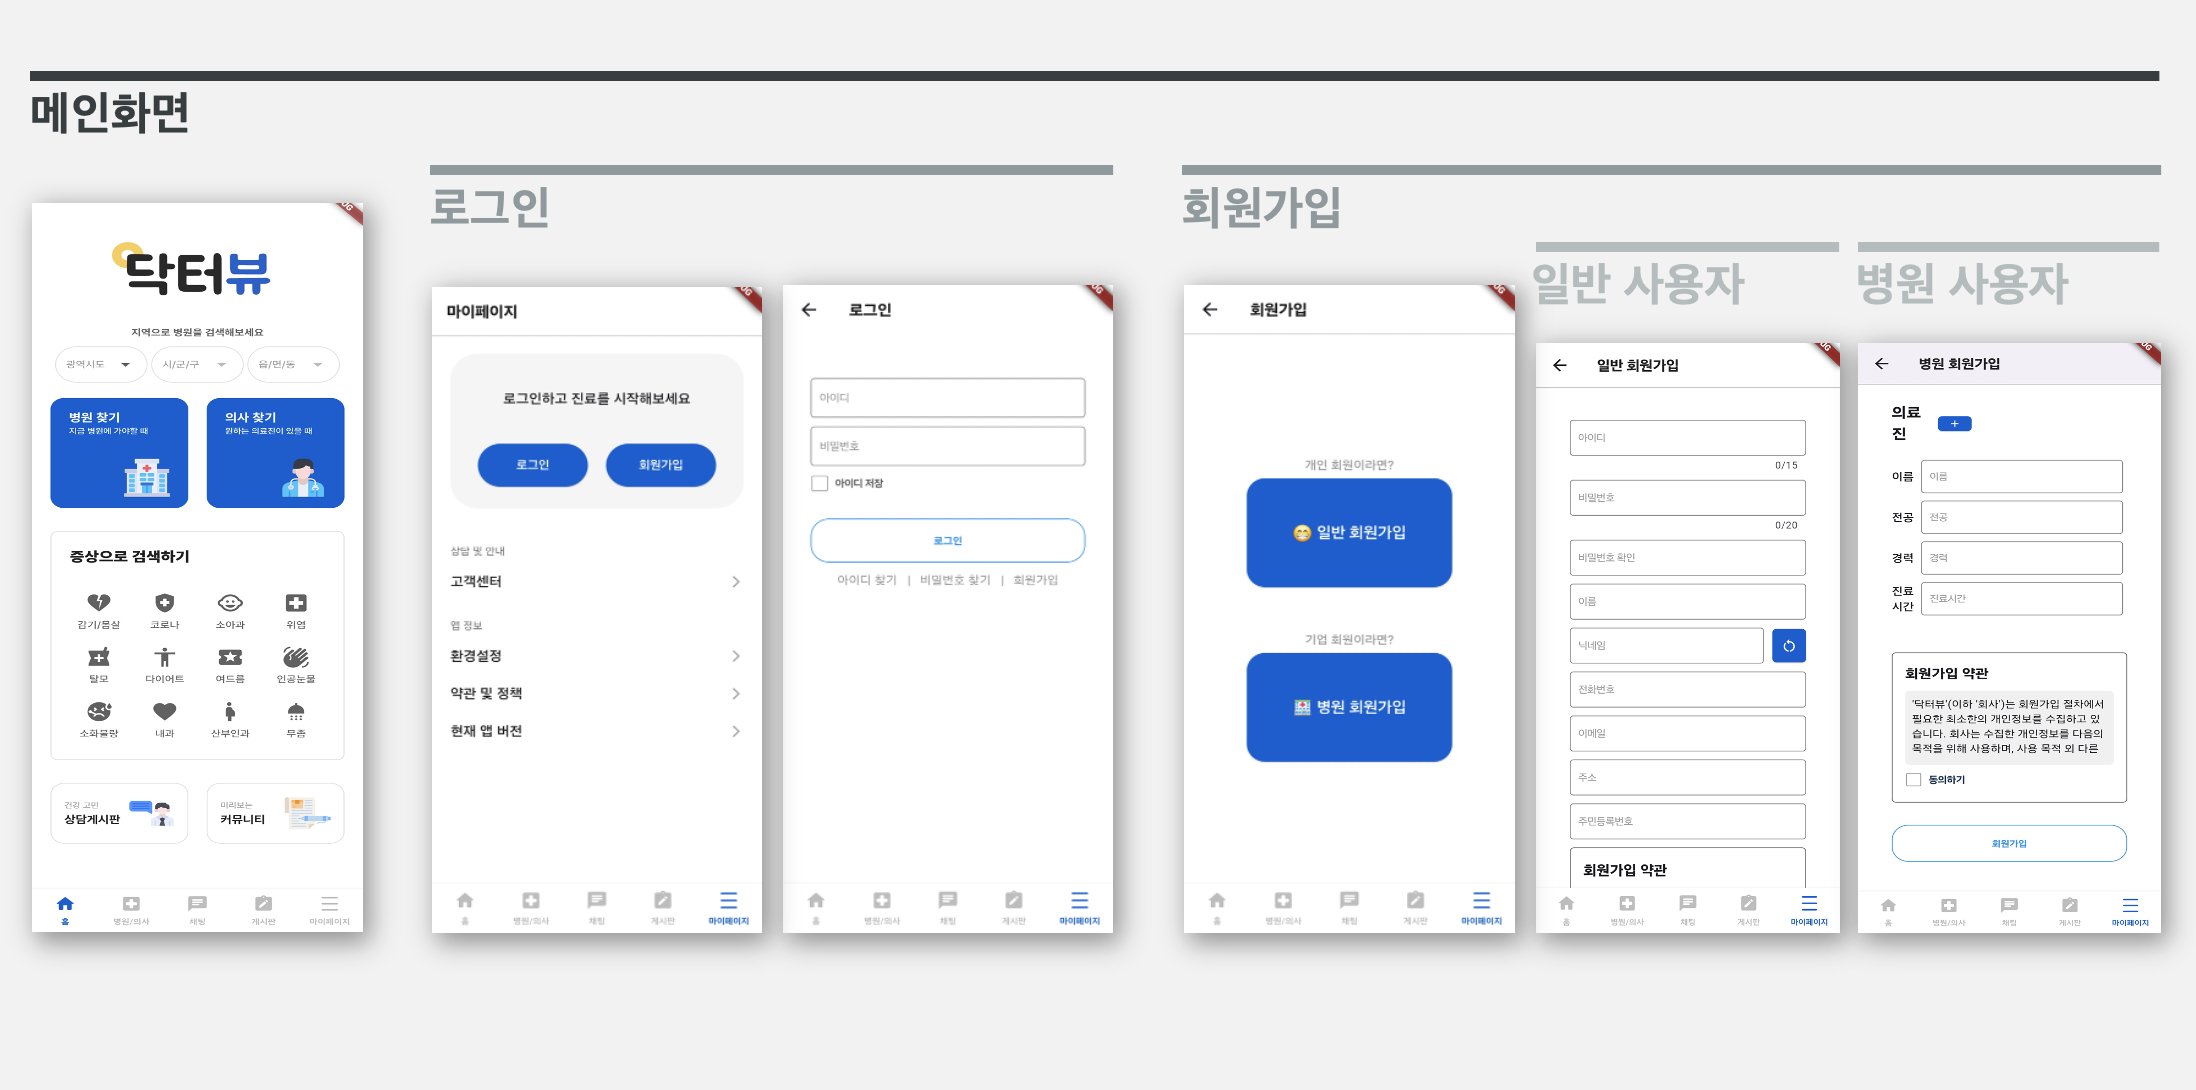 메인화면
로그인
회원가입
일반 사용자
병원 사용자
닥터뷰
지역으로 병원을 검색해보세요
광역시도
시/군/구
읍/면/동
병원 찾기
지금 병원에 가야할 때
의사 찾기
원하는 의료진이 있을 때
증상으로 검색하기
감기/몸살
코로나
소아과
위염
탈모
다이어트
여드름
인공눈물
소화불량
내과
산부인과
무좀
건강 고민
상담게시판
미리보는
커뮤니티
홈
병원/의사
채팅
게시판
마이페이지
마이페이지
로그인하고 진료를 시작해보세요
로그인
회원가입
상담 및 안내
고객센터
앱 정보
환경설정
약관 및 정책
현재 앱 버전
홈
병원/의사
채팅
게시판
마이페이지
로그인
아이디
비밀번호
아이디 저장
로그인
아이디 찾기 | 비밀번호 찾기 | 회원가입
홈
병원/의사
채팅
게시판
마이페이지
회원가입
개인 회원이라면?
😁 일반 회원가입
기업 회원이라면?
🏥 병원 회원가입
홈
병원/의사
채팅
게시판
마이페이지
일반 회원가입
아이디
0/15
비밀번호
0/20
비밀번호 확인
이름
닉네임
전화번호
이메일
주소
주민등록번호
회원가입 약관
홈
병원/의사
채팅
게시판
마이페이지
병원 회원가입
의료
진
+
이름
이름
전공
전공
경력
경력
진료
시간
진료시간
회원가입 약관
'닥터뷰'(이하 '회사')는 회원가입 절차에서
필요한 최소한의 개인정보를 수집하고 있
습니다. 회사는 수집한 개인정보를 다음의
목적을 위해 사용하며, 사용 목적 외 다른
동의하기
회원가입
홈
병원/의사
채팅
게시판
마이페이지